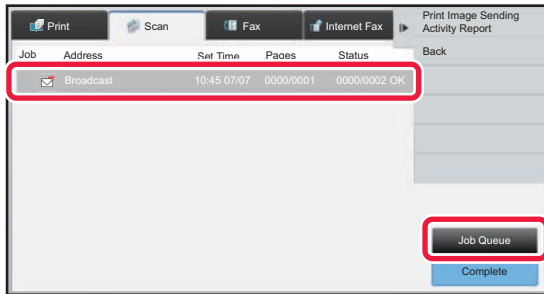 Print
Scan
Fax
Internet Fax
Print Image Sending
Activity Report
Back
Job Address Set Time Pages Status
Broadcast 10:45 07/07 0000/0001 0000/0002 OK
Job Queue
Complete